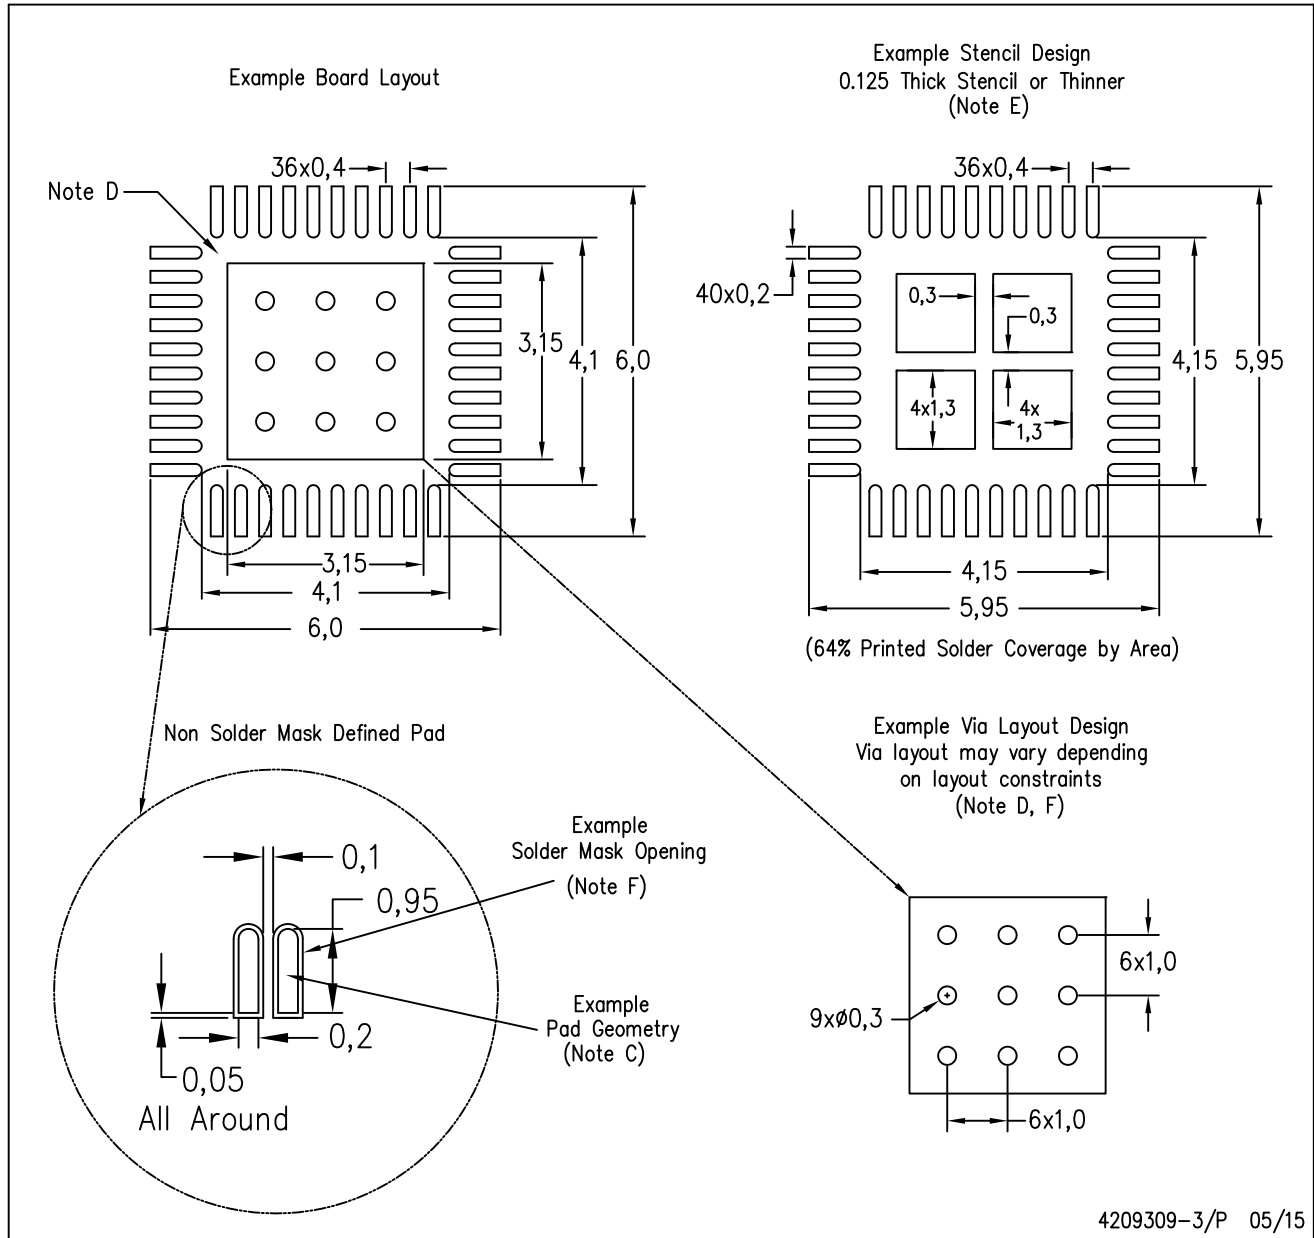 Example Board Layout
36x0,4
Note D
3,15
4,1
6,0
3,15
4,1
6,0
Example Stencil Design
0.125 Thick Stencil or Thinner
(Note E)
36x0,4
40x0,2
0,3
0,3
4x1,3
4x
1,3
4,15
5,95
4,15
5,95
(64% Printed Solder Coverage by Area)
Non Solder Mask Defined Pad
0,1
0,95
0,2
0,05
All Around
Example
Solder Mask Opening
(Note F)
Example
Pad Geometry
(Note C)
Example Via Layout Design
Via layout may vary depending
on layout constraints
(Note D, F)
6x1,0
9xø0,3
6x1,0
4209309-3/P 05/15